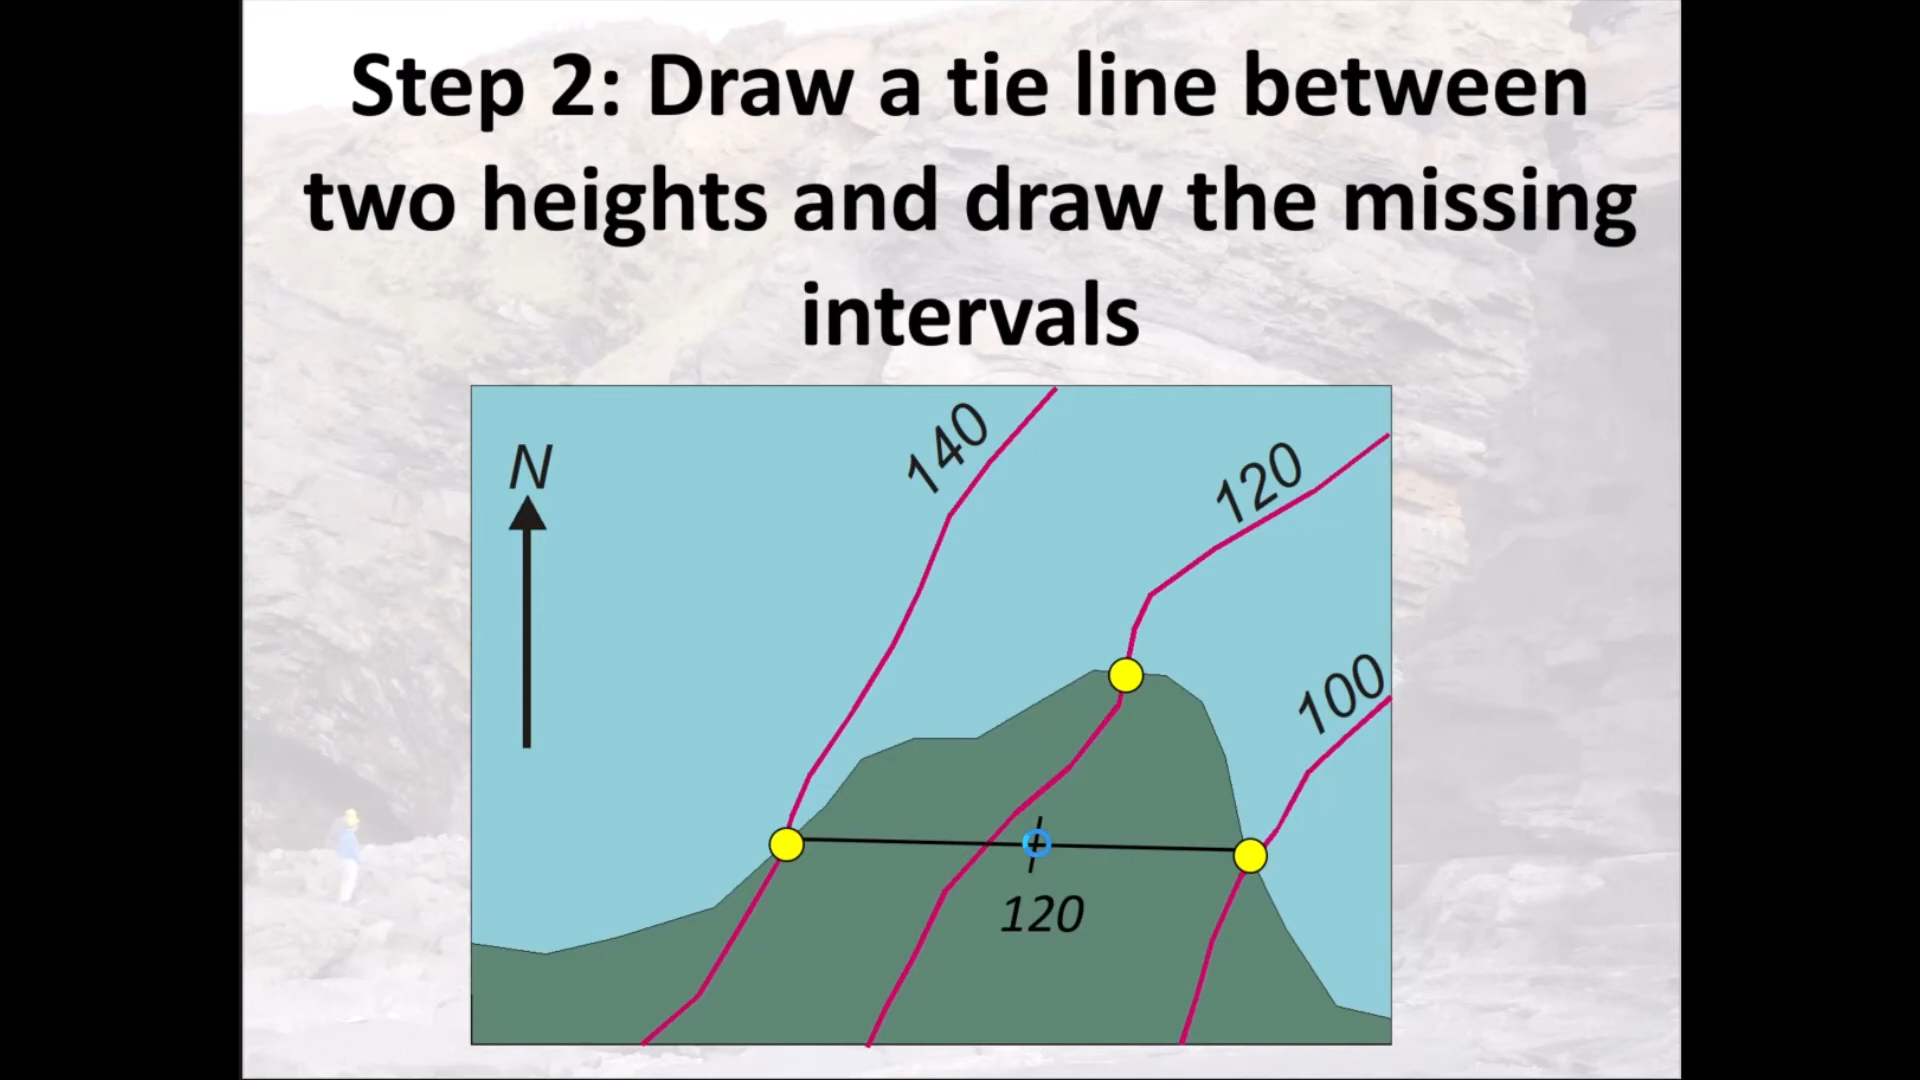 Step 2: Draw a tie line between
two heights and draw the missing
intervals
140
N
120
100
120